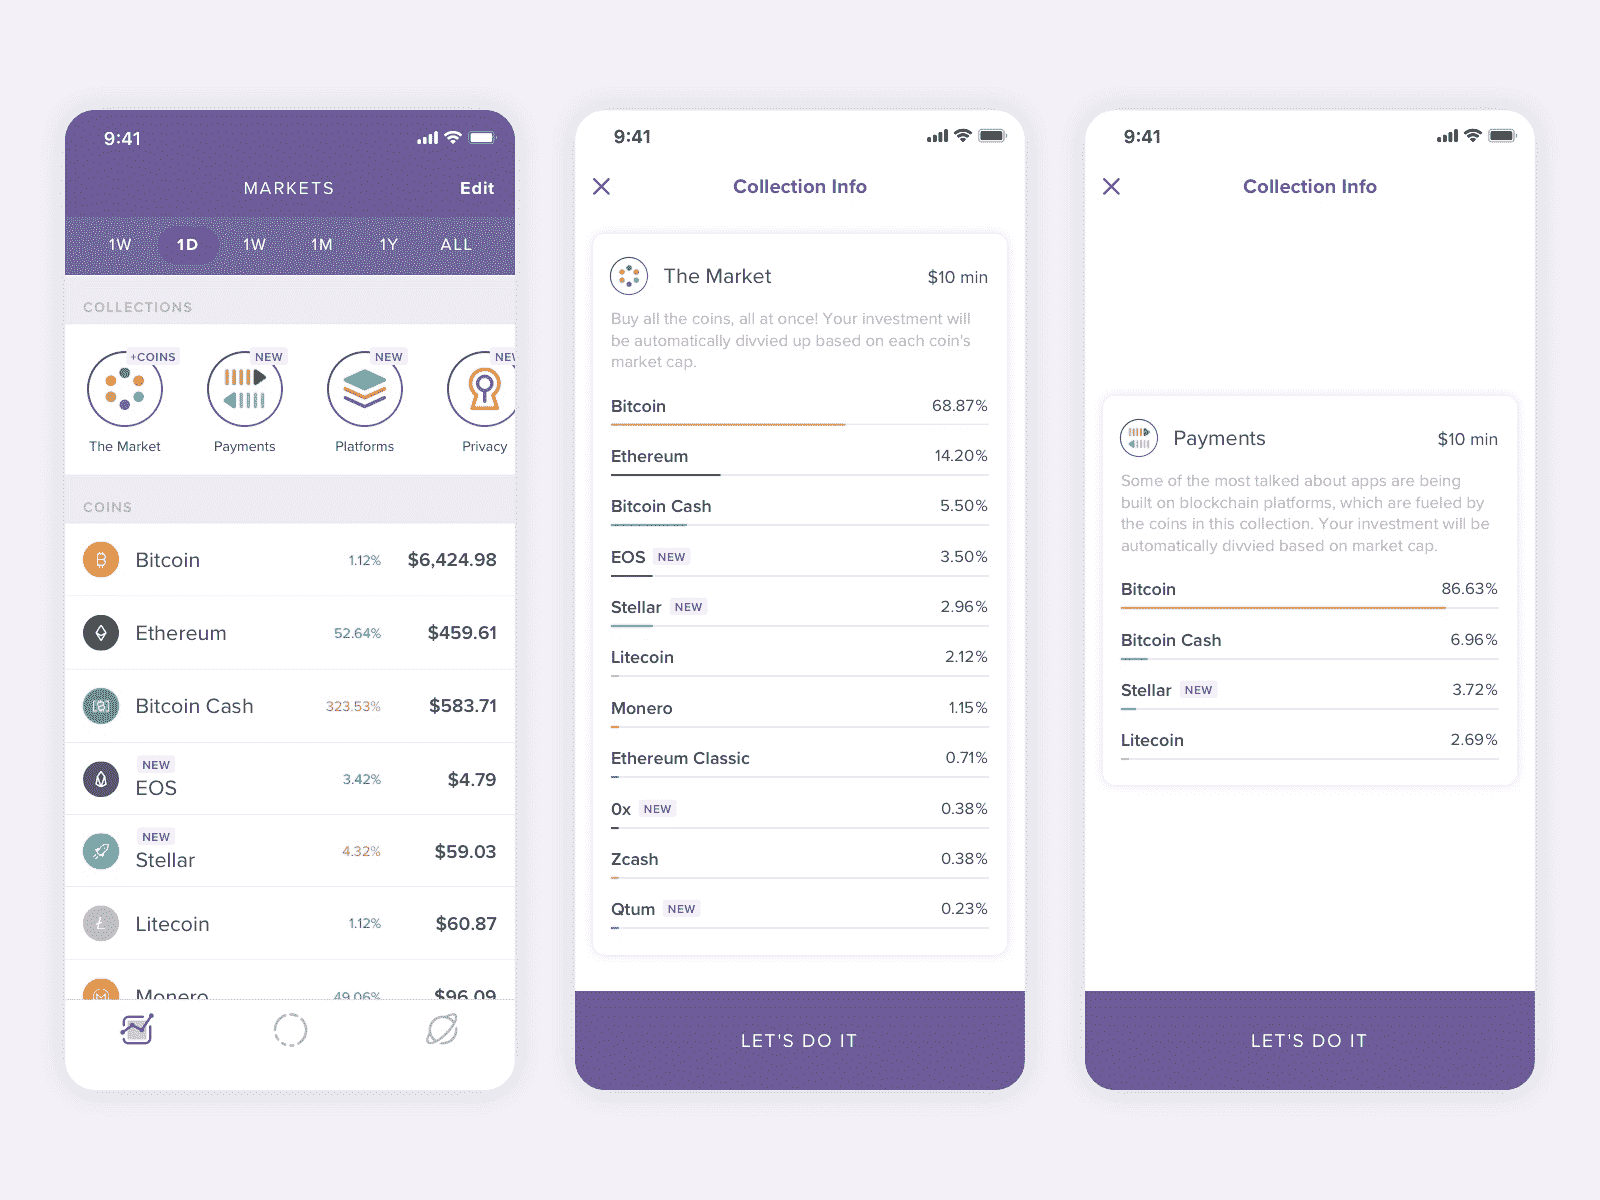 9:41
MARKETS
Edit
1W 1D 1W 1M 1Y ALL
COLLECTIONS
+COINS NEW NEW
The Market Payments Platforms Privacy
COINS
Bitcoin 1.12% $6,424.98
Ethereum 52.64% $459.61
Bitcoin Cash 323.53% $583.71
NEW
EOS 3.42% $4.79
NEW
Stellar 4.32% $59.03
Litecoin 1.12% $60.87
Monero 49.06% $96.09
9:41
Collection Info
The Market $10 min
Buy all the coins, all at once! Your investment will
be automatically divvied up based on each coin's
market cap.
Bitcoin 68.87%
Ethereum 14.20%
Bitcoin Cash 5.50%
EOS NEW 3.50%
Stellar NEW 2.96%
Litecoin 2.12%
Monero 1.15%
Ethereum Classic 0.71%
0x NEW 0.38%
Zcash 0.38%
Qtum NEW 0.23%
LET'S DO IT
9:41
Collection Info
Payments $10 min
Some of the most talked about apps are being
built on blockchain platforms, which are fueled by
the coins in this collection. Your investment will be
automatically divvied based on market cap.
Bitcoin 86.63%
Bitcoin Cash 6.96%
Stellar NEW 3.72%
Litecoin 2.69%
LET'S DO IT